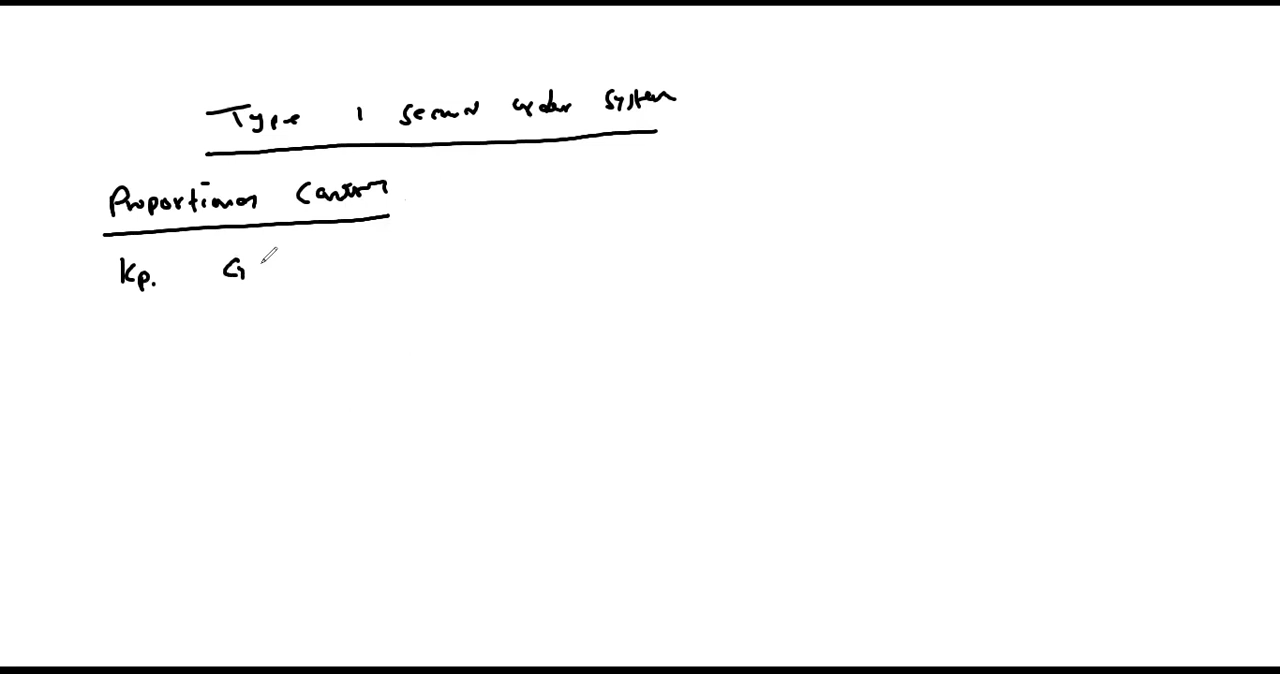 Type 1 second order system
Proportional Control
Kp. G